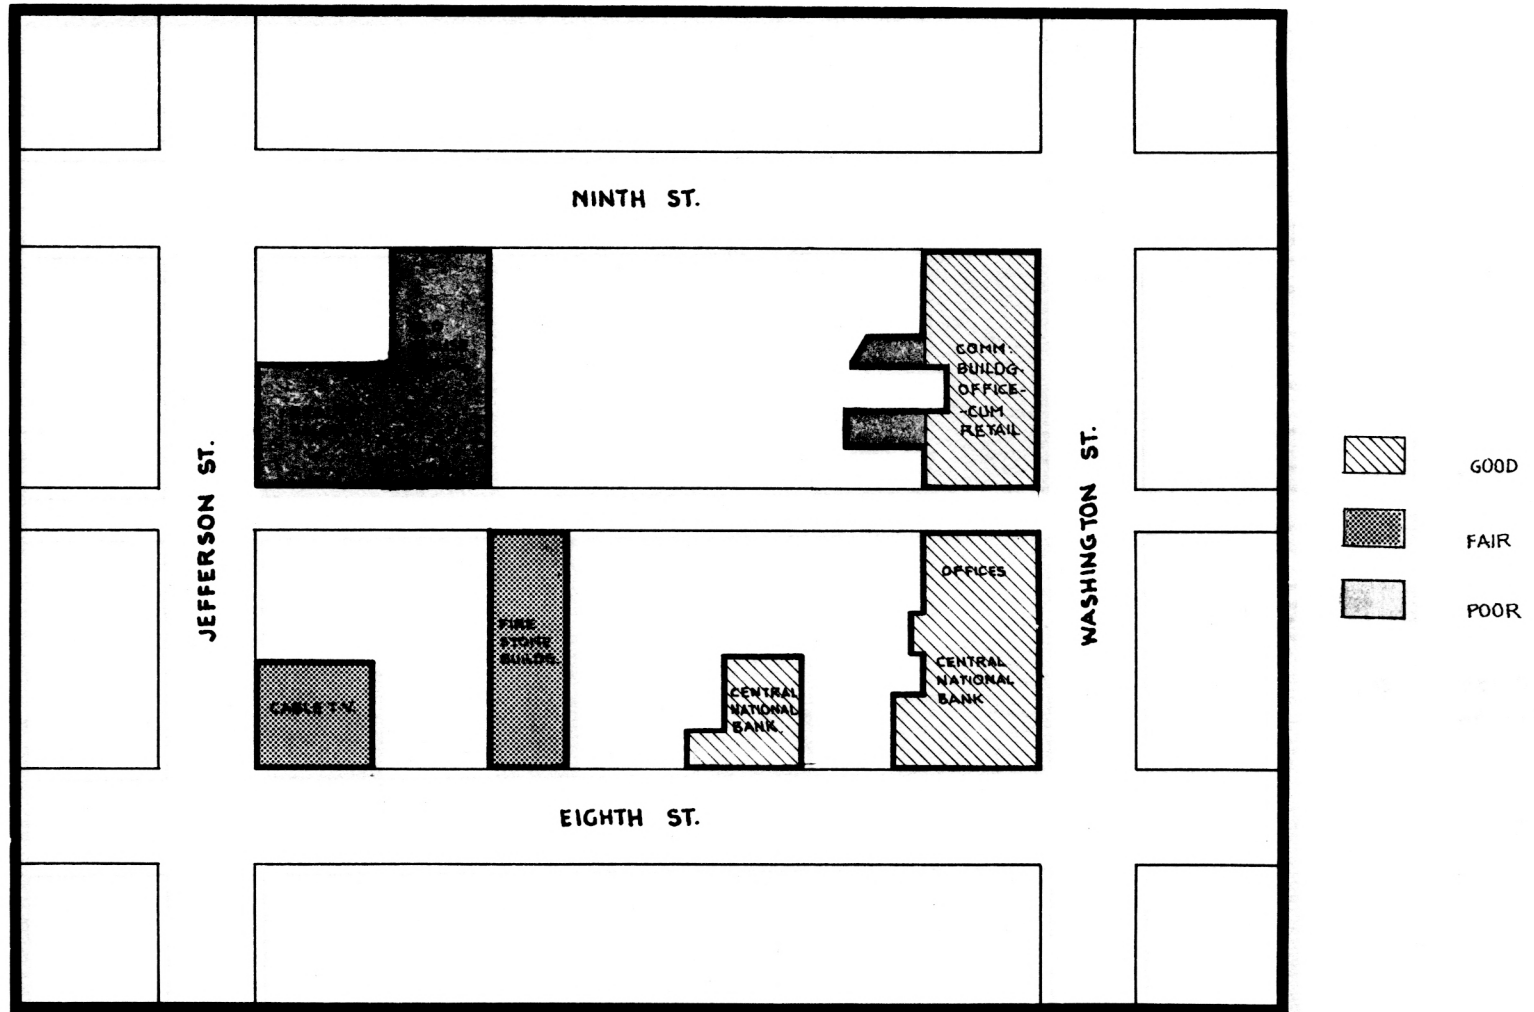 NINTH ST.
COMM.
BUILDG.
OFFICE-
-CUM
RETAIL
JEFFERSON ST.
WASHINGTON ST.
GOOD
FAIR
POOR
OFFICES
FIRE
STONE
BUILDG.
CENTRAL
NATIONAL
BANK
CABLE T.V.
CENTRAL
NATIONAL
BANK.
EIGHTH ST.